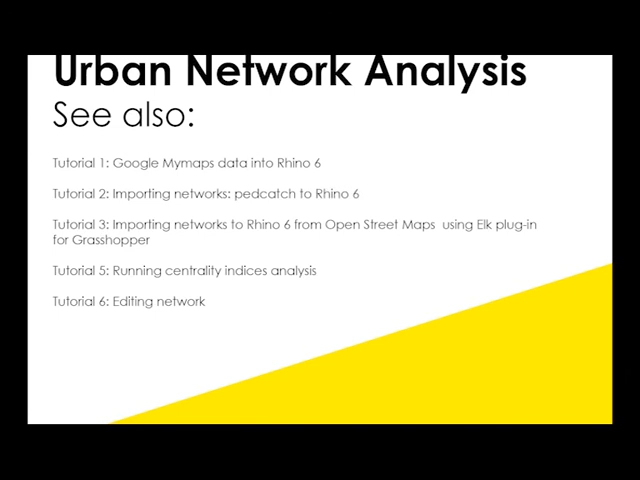 Urban Network Analysis
See also:
Tutorial 1: Google Mymaps data into Rhino 6
Tutorial 2: Importing networks: pedcatch to Rhino 6
Tutorial 3: Importing networks to Rhino 6 from Open Street Maps using Elk plug-in
for Grasshopper
Tutorial 5: Running centrality indices analysis
Tutorial 6: Editing network